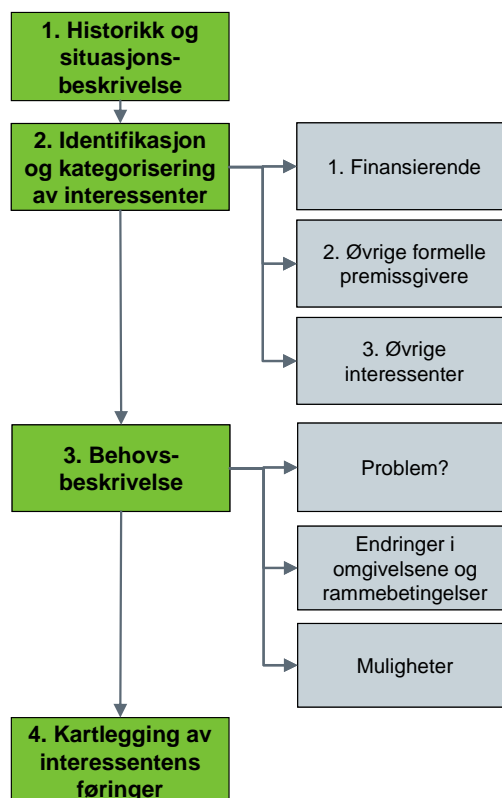 1. Historikk og
situasjons-
beskrivelse
2. Identifikasjon
og kategorisering
av interessenter
1. Finansierende
2. Øvrige formelle
premissgivere
3. Øvrige
interessenter
3. Behovs-
beskrivelse
Problem?
Endringer i
omgivelsene og
rammebetingelser
Muligheter
4. Kartlegging av
interessentens
føringer